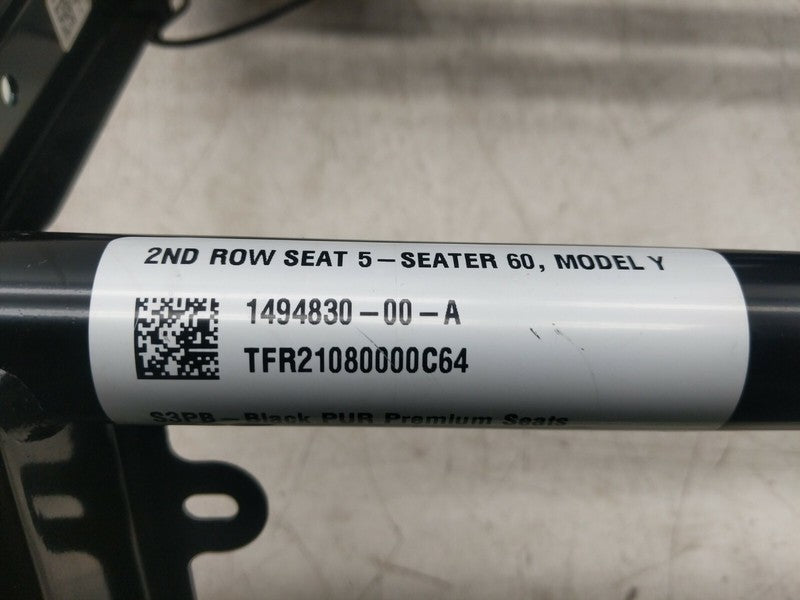 2ND ROW SEAT 5-SEATER 60, MODEL Y
1494830-00-A
TFR21080000C64
S3PB-Black PUR Premium Seats